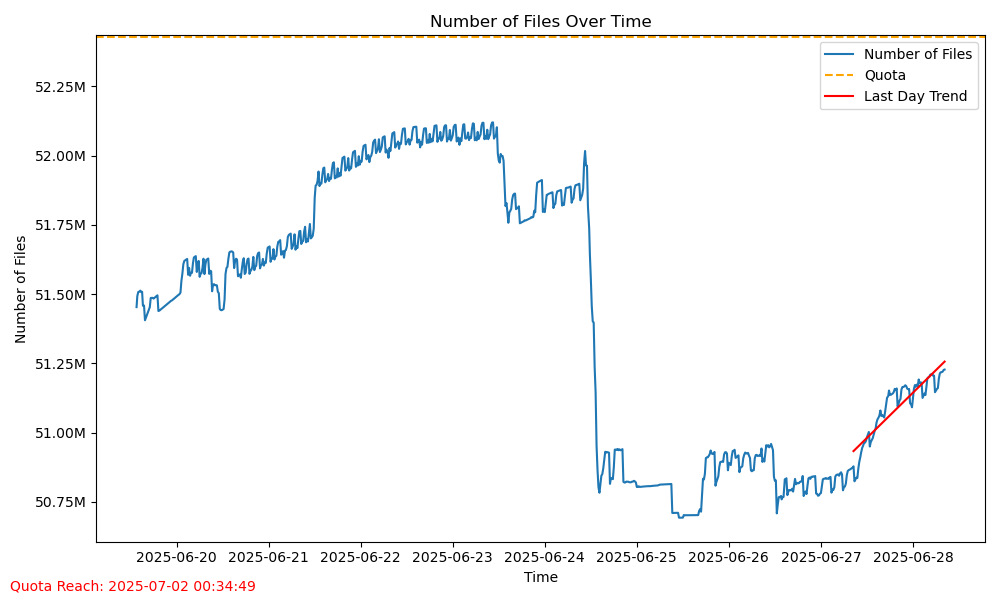 Number of Files Over Time
Number of Files
Quota
Last Day Trend
52.25M
52.00M
51.75M
51.50M
51.25M
51.00M
50.75M
Number of Files
2025-06-20
2025-06-21
2025-06-22
2025-06-23
2025-06-24
2025-06-25
2025-06-26
2025-06-27
2025-06-28
Time
Quota Reach: 2025-07-02 00:34:49